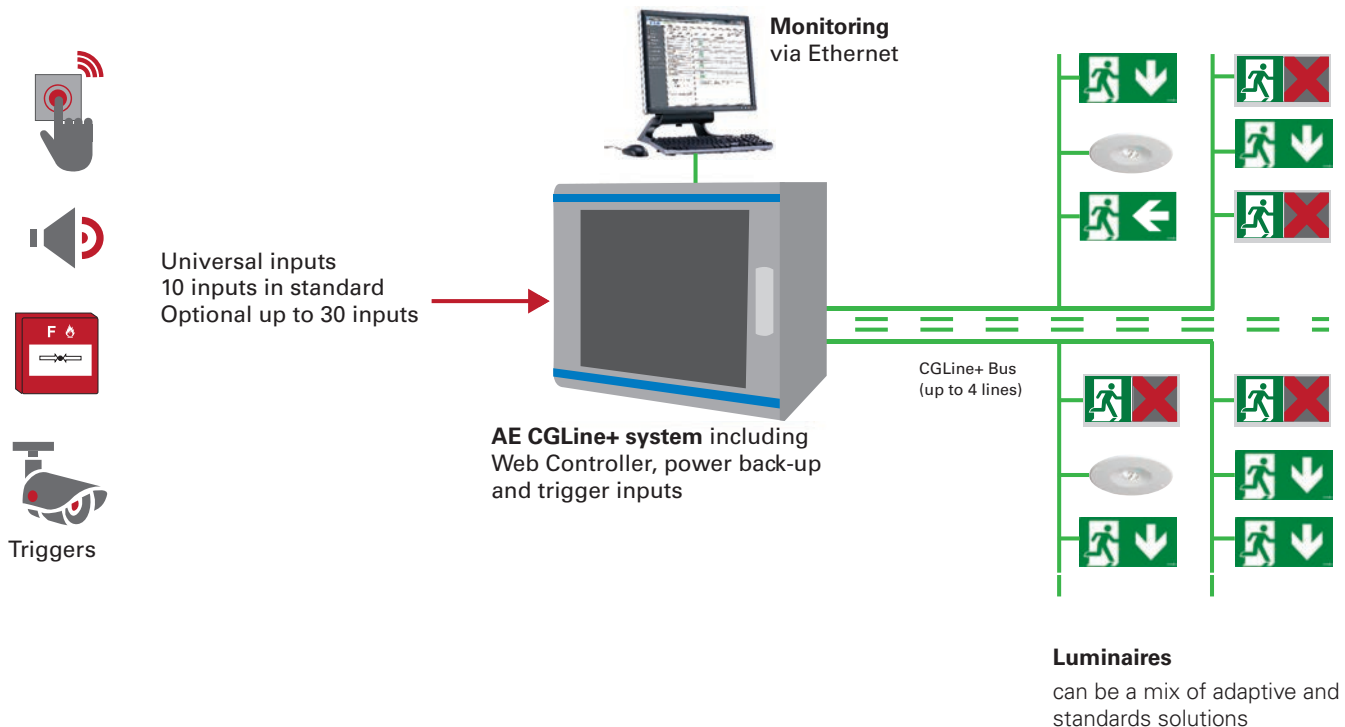 Monitoring
via Ethernet
Universal inputs
10 inputs in standard
Optional up to 30 inputs
F
CGLine+ Bus
(up to 4 lines)
AE CGLine+ system including
Web Controller, power back-up
and trigger inputs
Triggers
Luminaires
can be a mix of adaptive and
standards solutions